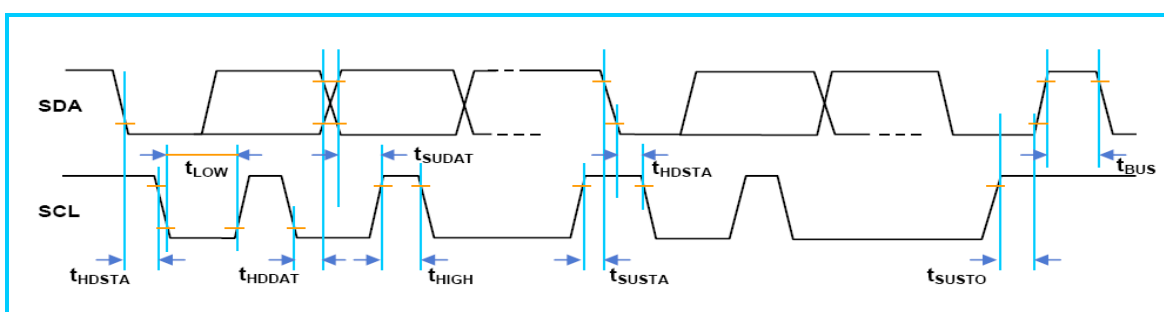 SDA
tLOW
tSUDAT
tHDSTA
tBUS
SCL
tHDSTA
tHDDAT
tHIGH
tSUSTA
tSUSTO